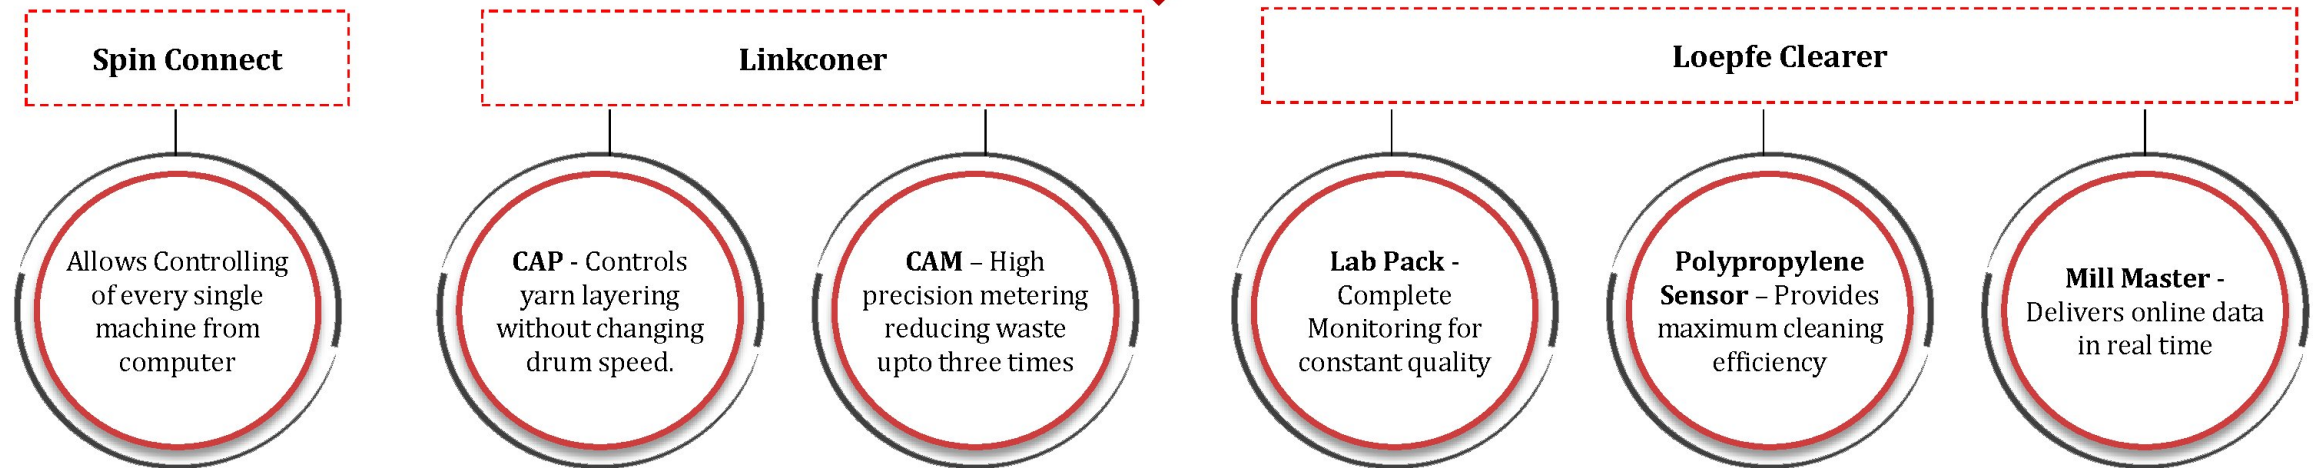 Spin Connect
Linkconer
Loepfe Clearer
Allows Controlling
of every single
machine from
computer
CAP - Controls
yarn layering
without changing
drum speed.
CAM – High
precision metering
reducing waste
upto three times
Lab Pack -
Complete
Monitoring for
constant quality
Polypropylene
Sensor – Provides
maximum cleaning
efficiency
Mill Master -
Delivers online data
in real time